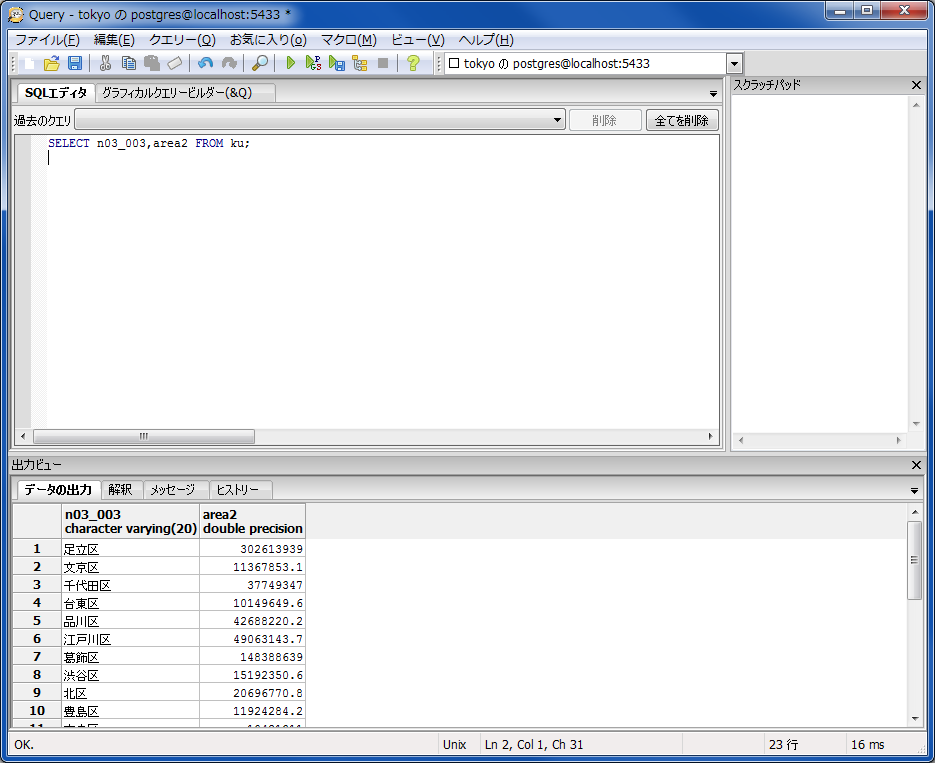 Query - tokyo の postgres@localhost:5433 *
ファイル(F) 編集(E) クエリー(Q) お気に入り(o) マクロ(M) ビュー(V) ヘルプ(H)
tokyo の postgres@localhost:5433
SQLエディタ グラフィカルクエリービルダー(&Q)
スクラッチパッド
過去のクエリ 削除 全てを削除
SELECT n03_003,area2 FROM ku;
出力ビュー
データの出力 解釈 メッセージ ヒストリー
n03_003 area2
character varying(20) double precision
1 足立区 302613939
2 文京区 11367853.1
3 千代田区 37749347
4 台東区 10149649.6
5 品川区 42688220.2
6 江戸川区 49063143.7
7 葛飾区 148388639
8 渋谷区 15192350.6
9 北区 20696770.8
10 豊島区 11924284.2
OK. Unix Ln 2, Col 1, Ch 31 23 行 16 ms